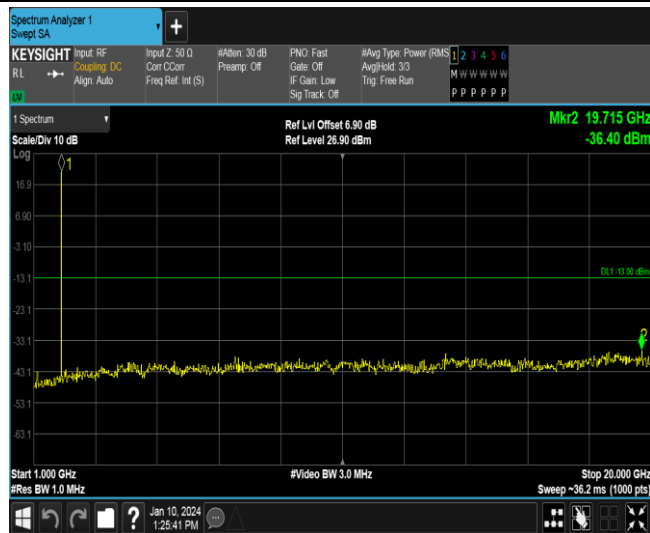 Spectrum Analyzer 1
Swept SA
+
KEYSIGHT
RL
Input: RF
Coupling: DC
Align: Auto
Input Z: 50 Ω
Corr CCorr
Freq Ref: Int (S)
#Atten: 30 dB
Preamp: Off
PNO: Fast
Gate: Off
IF Gain: Low
Sig Track: Off
#Avg Type: Power (RMS
Avg|Hold: 3/3
Trig: Free Run
1 2 3 4 5 6
M W W W W W
P P P P P P
1 Spectrum
Scale/Div 10 dB
Ref Lvl Offset 6.90 dB
Ref Level 26.90 dBm
Mkr2 19.715 GHz
-36.40 dBm
Log
1
16.9
6.90
-3.10
-13.1
DL1 -13.00 dBm
-23.1
-33.1
2
-43.1
-53.1
-63.1
Start 1.000 GHz
#Video BW 3.0 MHz
Stop 20.000 GHz
#Res BW 1.0 MHz
Sweep ~36.2 ms (1000 pts)
?
Jan 10, 2024
1:25:41 PM